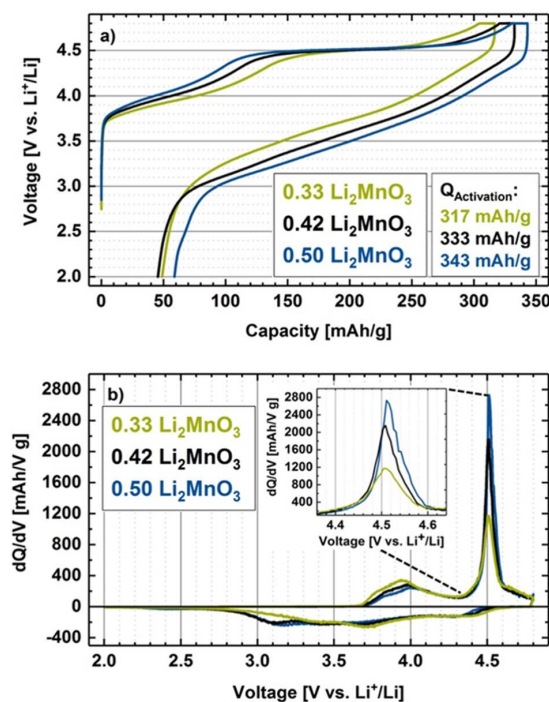 a)
4.5
4.0
3.5
3.0
2.5
2.0
Voltage [V vs. Li⁺/Li]
0.33 Li₂MnO₃
0.42 Li₂MnO₃
0.50 Li₂MnO₃
Q_Activation:
317 mAh/g
333 mAh/g
343 mAh/g
0 50 100 150 200 250 300 350
Capacity [mAh/g]
b)
2800
2400
2000
1600
1200
800
400
0
-400
dQ/dV [mAh/V g]
0.33 Li₂MnO₃
0.42 Li₂MnO₃
0.50 Li₂MnO₃
2800
2400
2000
1600
1200
800
400
0
dQ/dV [mAh/V g]
4.4 4.5 4.6
Voltage [V vs. Li⁺/Li]
2.0 2.5 3.0 3.5 4.0 4.5
Voltage [V vs. Li⁺/Li]